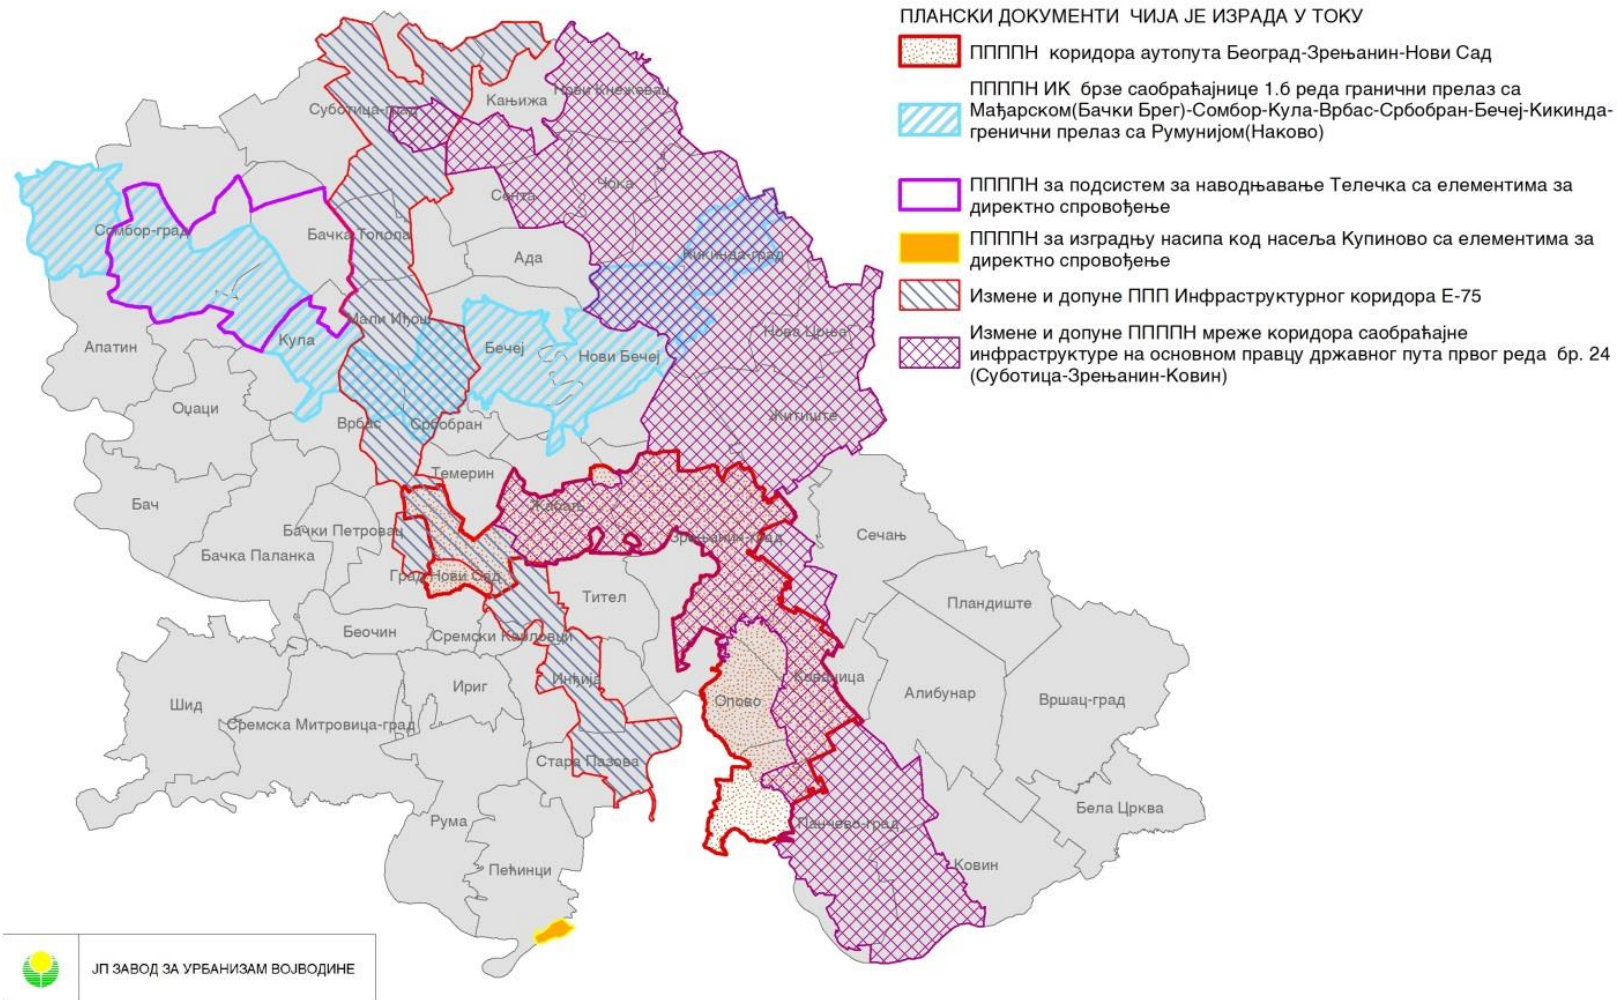 ПЛАНСКИ ДОКУМЕНТИ ЧИЈА ЈЕ ИЗРАДА У ТОКУ
ППППН коридора аутопута Београд-Зрењанин-Нови Сад
ППППН ИК брзе саобраћајнице 1.б реда гранични прелаз са
Мађарском(Бачки Брег)-Сомбор-Кула-Врбас-Србобран-Бечеј-Кикинда-
гренични прелаз са Румунијом(Наково)
ППППН за подсистем за наводњавање Телечка са елементима за
директно спровођење
ППППН за изградњу насипа код насеља Купиново са елементима за
директно спровођење
Измене и допуне ППП Инфраструктурног коридора Е-75
Измене и допуне ППППН мреже коридора саобраћајне
инфраструктуре на основном правцу државног пута првог реда бр. 24
(Суботица-Зрењанин-Ковин)
Нови Кнежевац
Кањижа
Суботица-град
Чока
Сента
Сомбор-град
Бачка Топола
Ада
Кикинда-град
Мали Иђош
Нова Црња
Кула
Апатин
Бечеј
Нови Бечеј
Оџаци
Житиште
Врбас
Србобран
Темерин
Бач
Жабаљ
Бачки Петровац
Зрењанин-град
Сечањ
Бачка Паланка
Град Нови Сад
Тител
Пландиште
Беочин
Сремски Карловци
Инђија
Ириг
Ковачица
Алибунар
Вршац-град
Шид
Опово
Сремска Митровица-град
Стара Пазова
Бела Црква
Рума
Панчево-град
Ковин
Пећинци
ЈП ЗАВОД ЗА УРБАНИЗАМ ВОЈВОДИНЕ